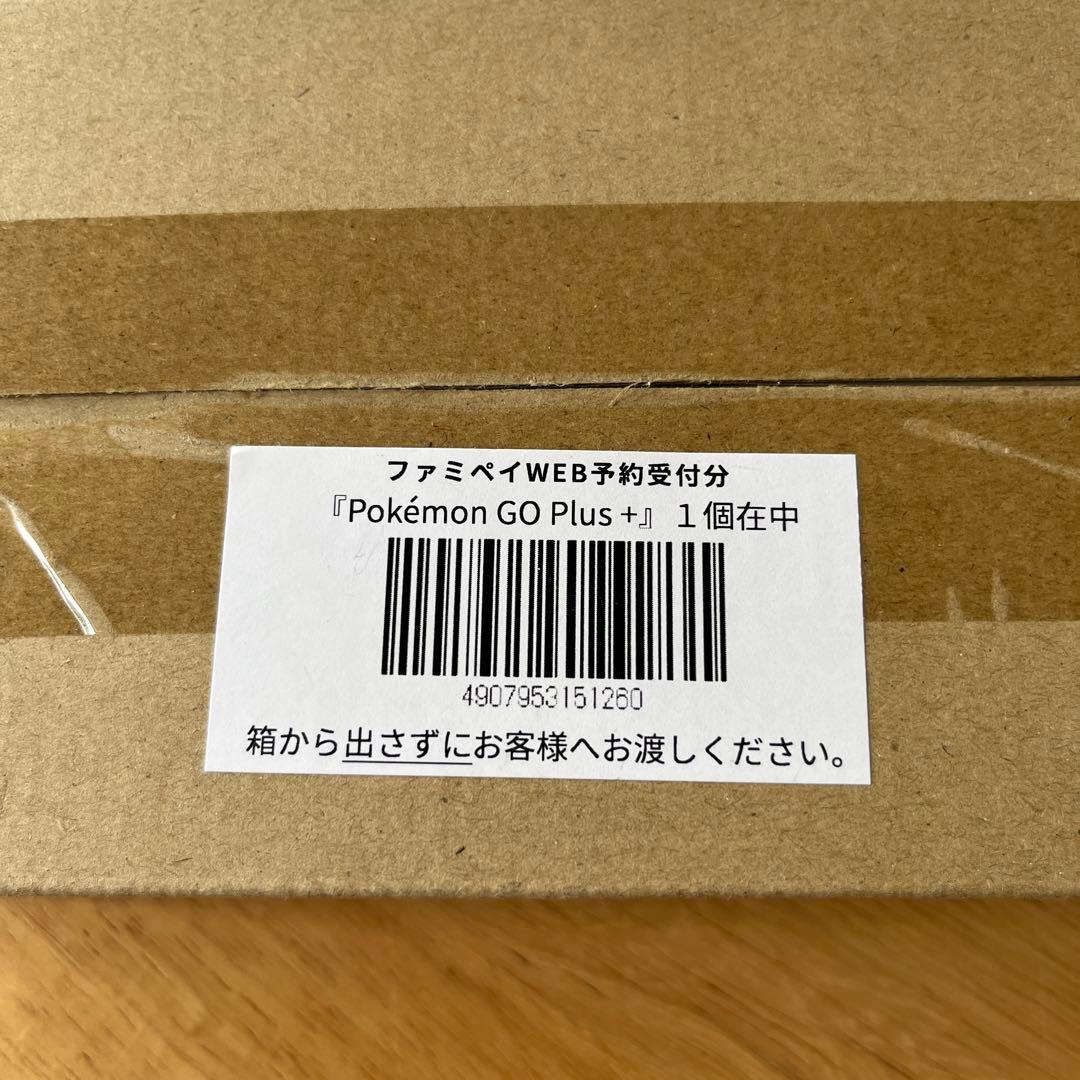 ファミペイWEB予約受付分
『Pokémon GO Plus +』 1個在中
4907953151260
箱から出さずにお客様へお渡しください。